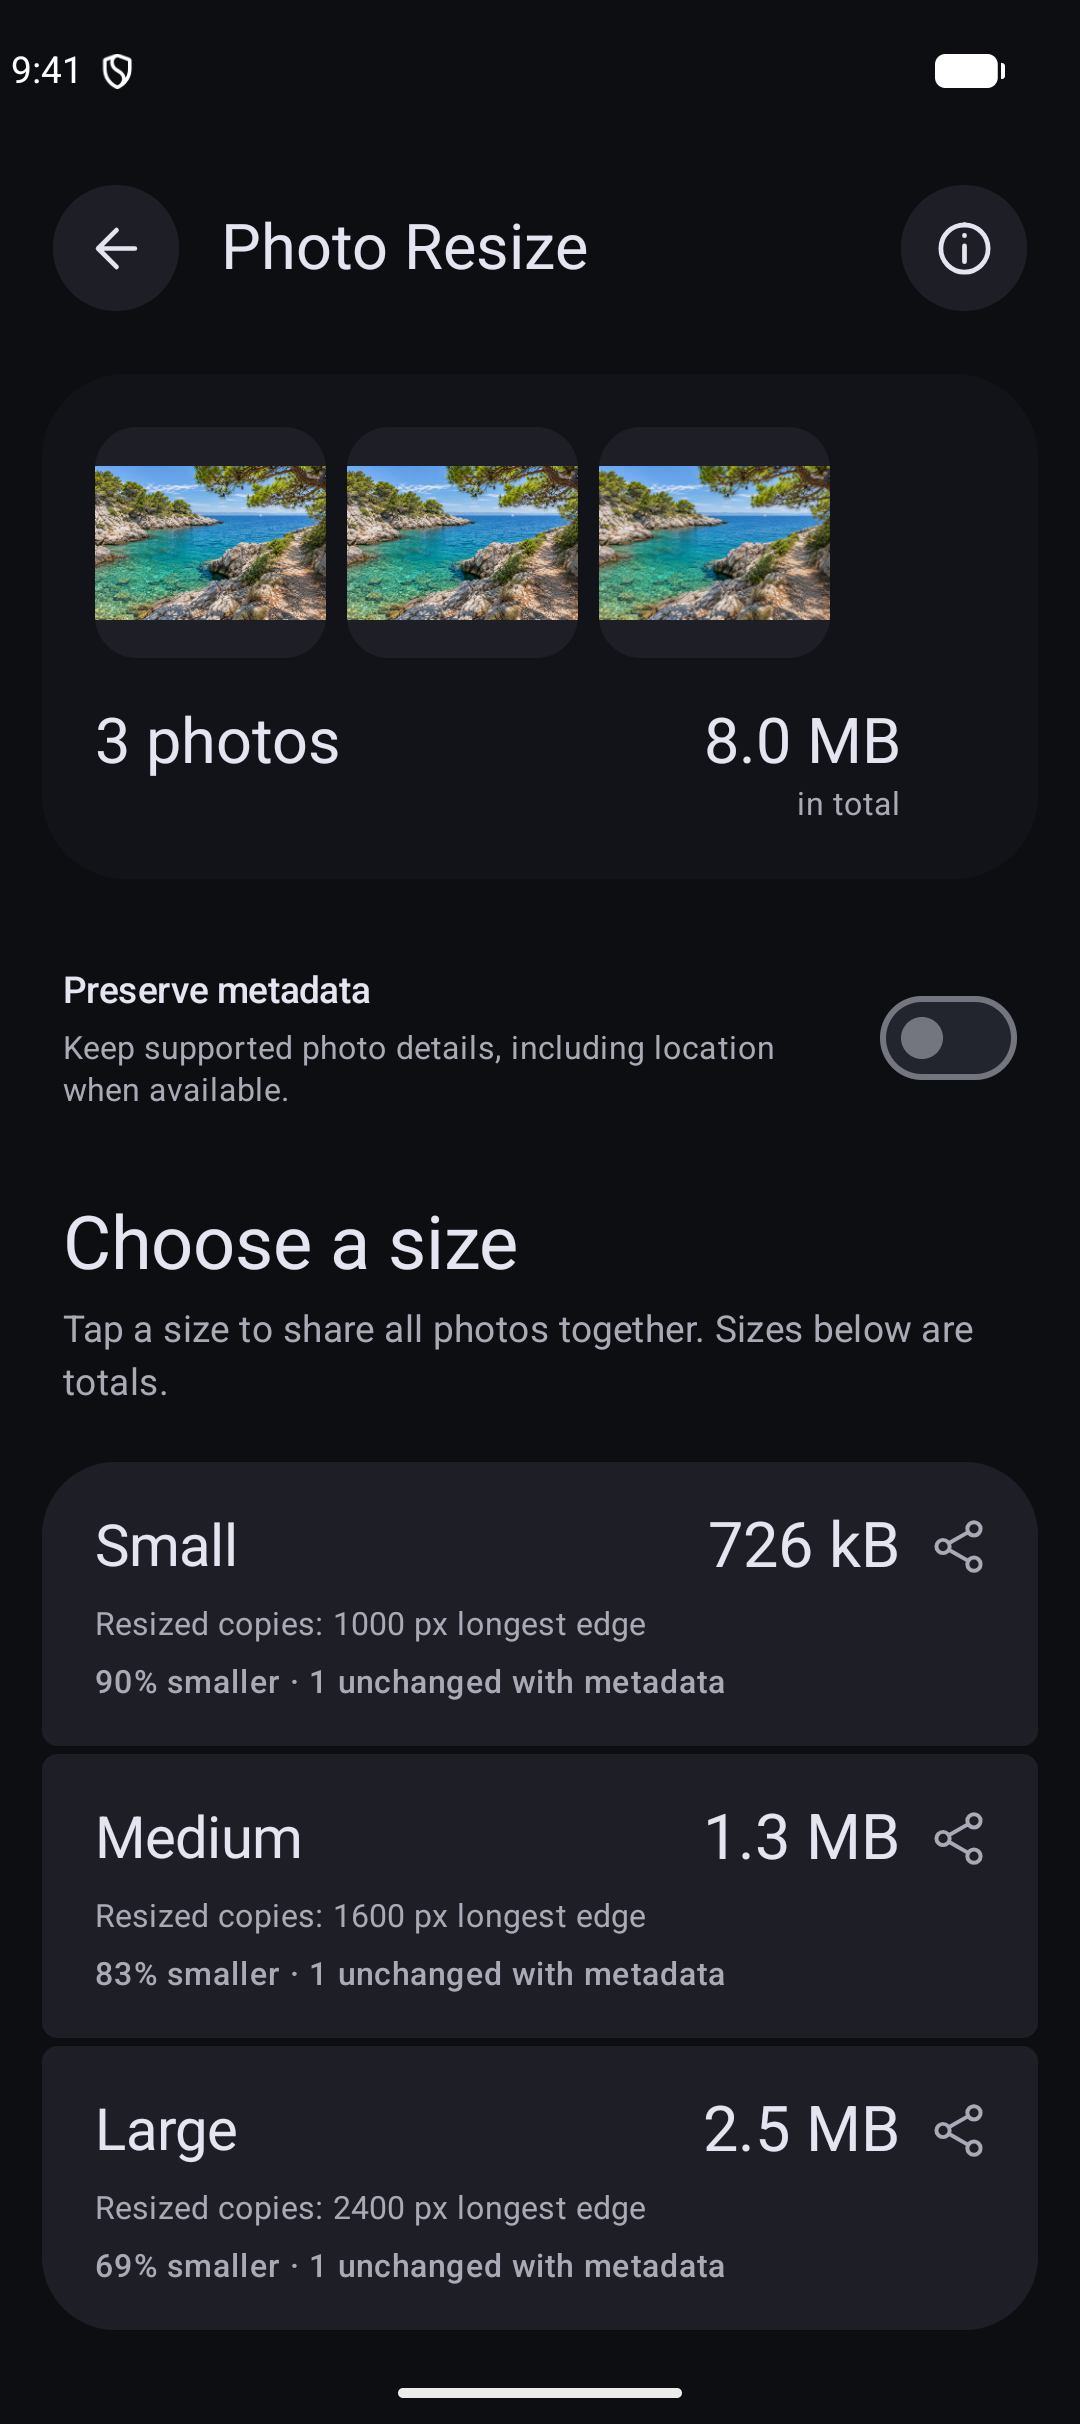 9:41
Photo Resize
3 photos
8.0 MB
in total
Preserve metadata
Keep supported photo details, including location
when available.
Choose a size
Tap a size to share all photos together. Sizes below are
totals.
Small
726 kB
Resized copies: 1000 px longest edge
90% smaller · 1 unchanged with metadata
Medium
1.3 MB
Resized copies: 1600 px longest edge
83% smaller · 1 unchanged with metadata
Large
2.5 MB
Resized copies: 2400 px longest edge
69% smaller · 1 unchanged with metadata